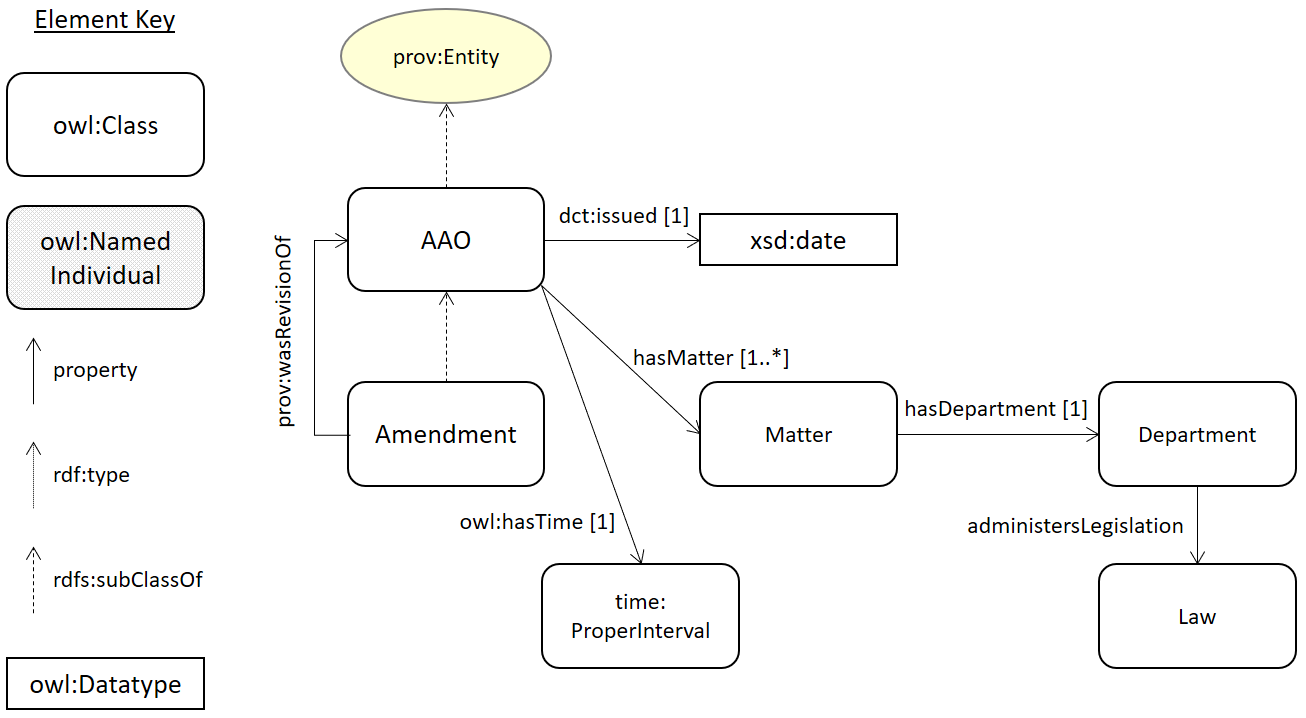 Element Key
owl:Class
owl:Named
Individual
property
rdf:type
rdfs:subClassOf
owl:Datatype
prov:Entity
AAO
dct:issued [1]
xsd:date
prov:wasRevisionOf
hasMatter [1..*]
Amendment
Matter
hasDepartment [1]
Department
owl:hasTime [1]
administersLegislation
time:
ProperInterval
Law